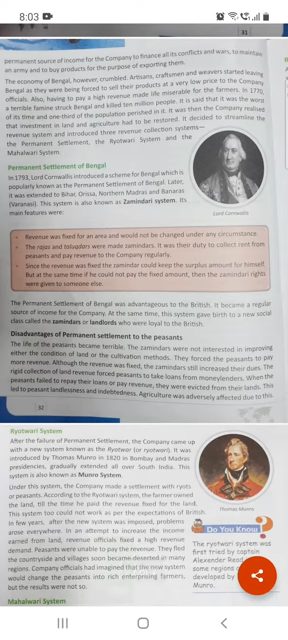 8:03
31
permanent source of income for the Company to finance all its conflicts and wars, to maintain
an army and to buy products for the purpose of exporting them.
The economy of Bengal, however, crumbled. Artisans, craftsmen and weavers started leaving
Bengal as they were being forced to sell their products at a very low price to the Company
officials. Also, having to pay a high revenue made life miserable for the farmers. In 1770,
a terrible famine struck Bengal and killed ten million people. It is said that it was the worst
of its time and one-third of the population perished in it. It was then the Company realised
that investment in land and agriculture had to be restored. It decided to streamline the
revenue system and introduced three revenue collection systems—
the Permanent Settlement, the Ryotwari System and the
Mahalwari System.
Permanent Settlement of Bengal
In 1793, Lord Cornwallis introduced a scheme for Bengal which is
popularly known as the Permanent Settlement of Bengal. Later,
it was extended to Bihar, Orissa, Northern Madras and Banaras
(Varanasi). This system is also known as Zamindari system. Its
main features were:
Lord Cornwallis
• Revenue was fixed for an area and would not be changed under any circumstance.
• The rajas and taluqdars were made zamindars. It was their duty to collect rent from
peasants and pay revenue to the Company regularly.
• Since the revenue was fixed the zamindar could keep the surplus amount for himself.
But at the same time if he could not pay the fixed amount, then the zamindari rights
were given to someone else.
The Permanent Settlement of Bengal was advantageous to the British. It became a regular
source of income for the Company. At the same time, this system gave birth to a new social
class called the zamindars or landlords who were loyal to the British.
Disadvantages of Permanent settlement to the peasants
The life of the peasants became terrible. The zamindars were not interested in improving
either the condition of land or the cultivation methods. They forced the peasants to pay
more revenue. Although the revenue was fixed, the zamindars still increased their dues. The
rigid collection of land revenue forced peasants to take loans from moneylenders. When the
peasants failed to repay their loans or pay revenue, they were evicted from their lands. This
led to peasant landlessness and indebtedness. Agriculture was adversely affected due to this
52
Ryotwari System
After the failure of Permanent Settlement, the Company came up
with a new system known as the Ryotwar (or ryotwari). It was
introduced by Thomas Munro in 1820 in Bombay and Madras
presidencies, gradually extended all over South India. This
system is also known as Munro System.
Under this system, the Company made a settlement with ryots
or peasants. According to the Ryotwari System, the farmer owned
the land, till the time he paid the revenue fixed for the land.
This system too could not work as per the expectations of British.
In few years, after the new system was imposed, problems
arose everywhere. In an attempt to increase the income
earned from land, revenue officials fixed a high revenue
demand. Peasants were unable to pay the revenue. They fled
the countryside and villages soon became deserted in many
regions. Company officials had imagined that the new system
would change the peasants into rich enterprising farmers,
but the results were not so.
Thomas Munro
Do You Know
The ryotwari system was
first tried by captain
Alexender Read
some regions
developed by
Munro.
Mahalwari System